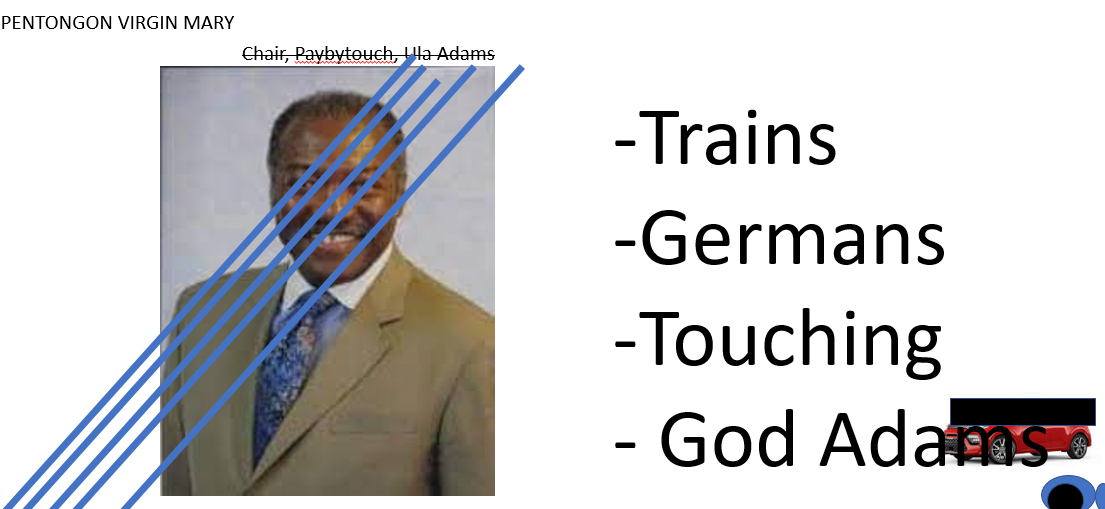 PENTONGON VIRGIN MARY
Chair, Paybytouch, Ula Adams
-Trains
-Germans
-Touching
- God Adams